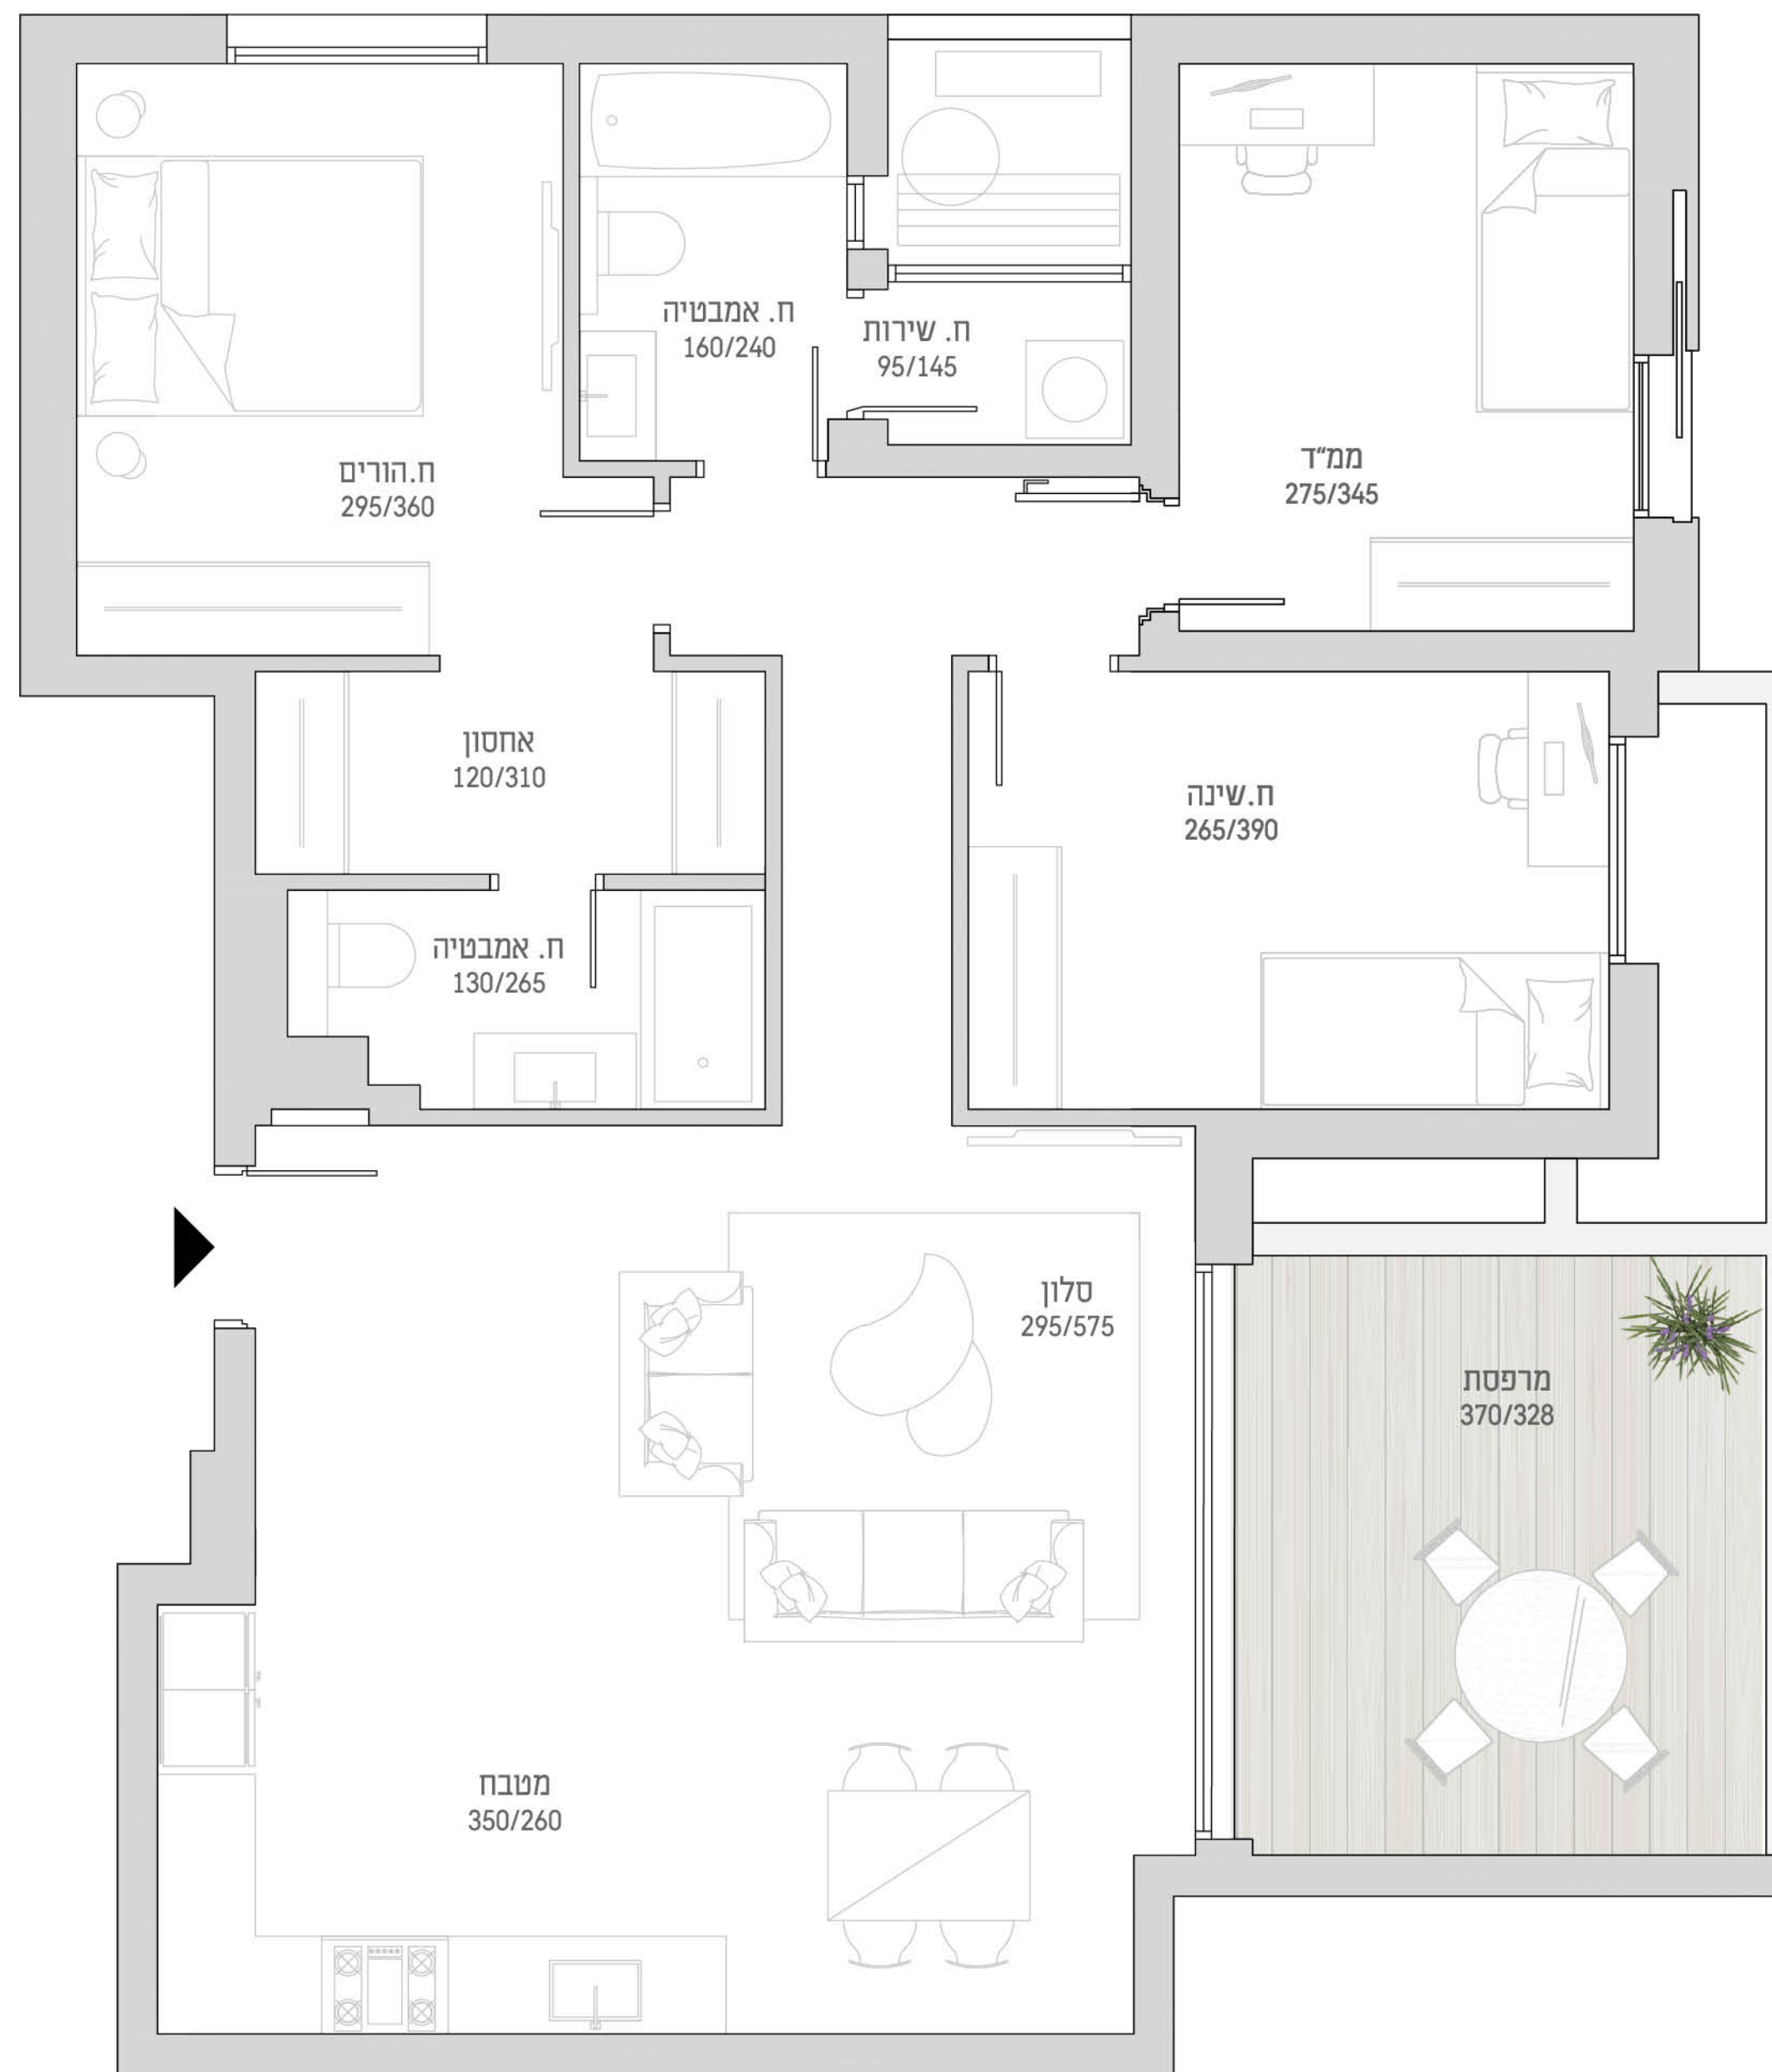 ח. אמבטיה
160/240
ח. שירות
95/145
ממ"ד
275/345
ח.הורים
295/360
אחסון
120/310
ח.שינה
265/390
ח. אמבטיה
130/265
סלון
295/575
מרפסת
370/328
מטבח
350/260